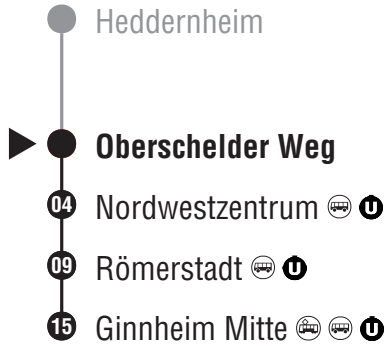 Heddernheim
Oberschelder Weg
04 Nordwestzentrum U
09 Römerstadt U
15 Ginnheim Mitte U